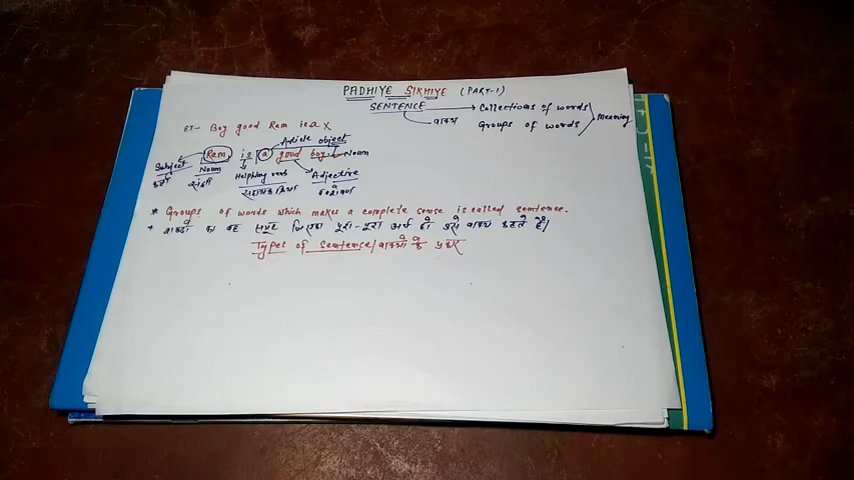 PADHIYE SIKHIYE (PART-1)
SENTENCE → Collections of words
वाक्य Groups of words Meaning
Ex- Boy good Ram is a x
Article object
Ram is a good boy Noun
Subject Noun Helping verb Adjective
कर्ता संज्ञा सहायक क्रिया विशेषण
* Groups of words which makes a complete sense is called sentence.
* शब्दों का वह समूह जिसका पूरा-पूरा अर्थ हो उसे वाक्य कहते हैं।
Types of sentence/वाक्यों के प्रकार